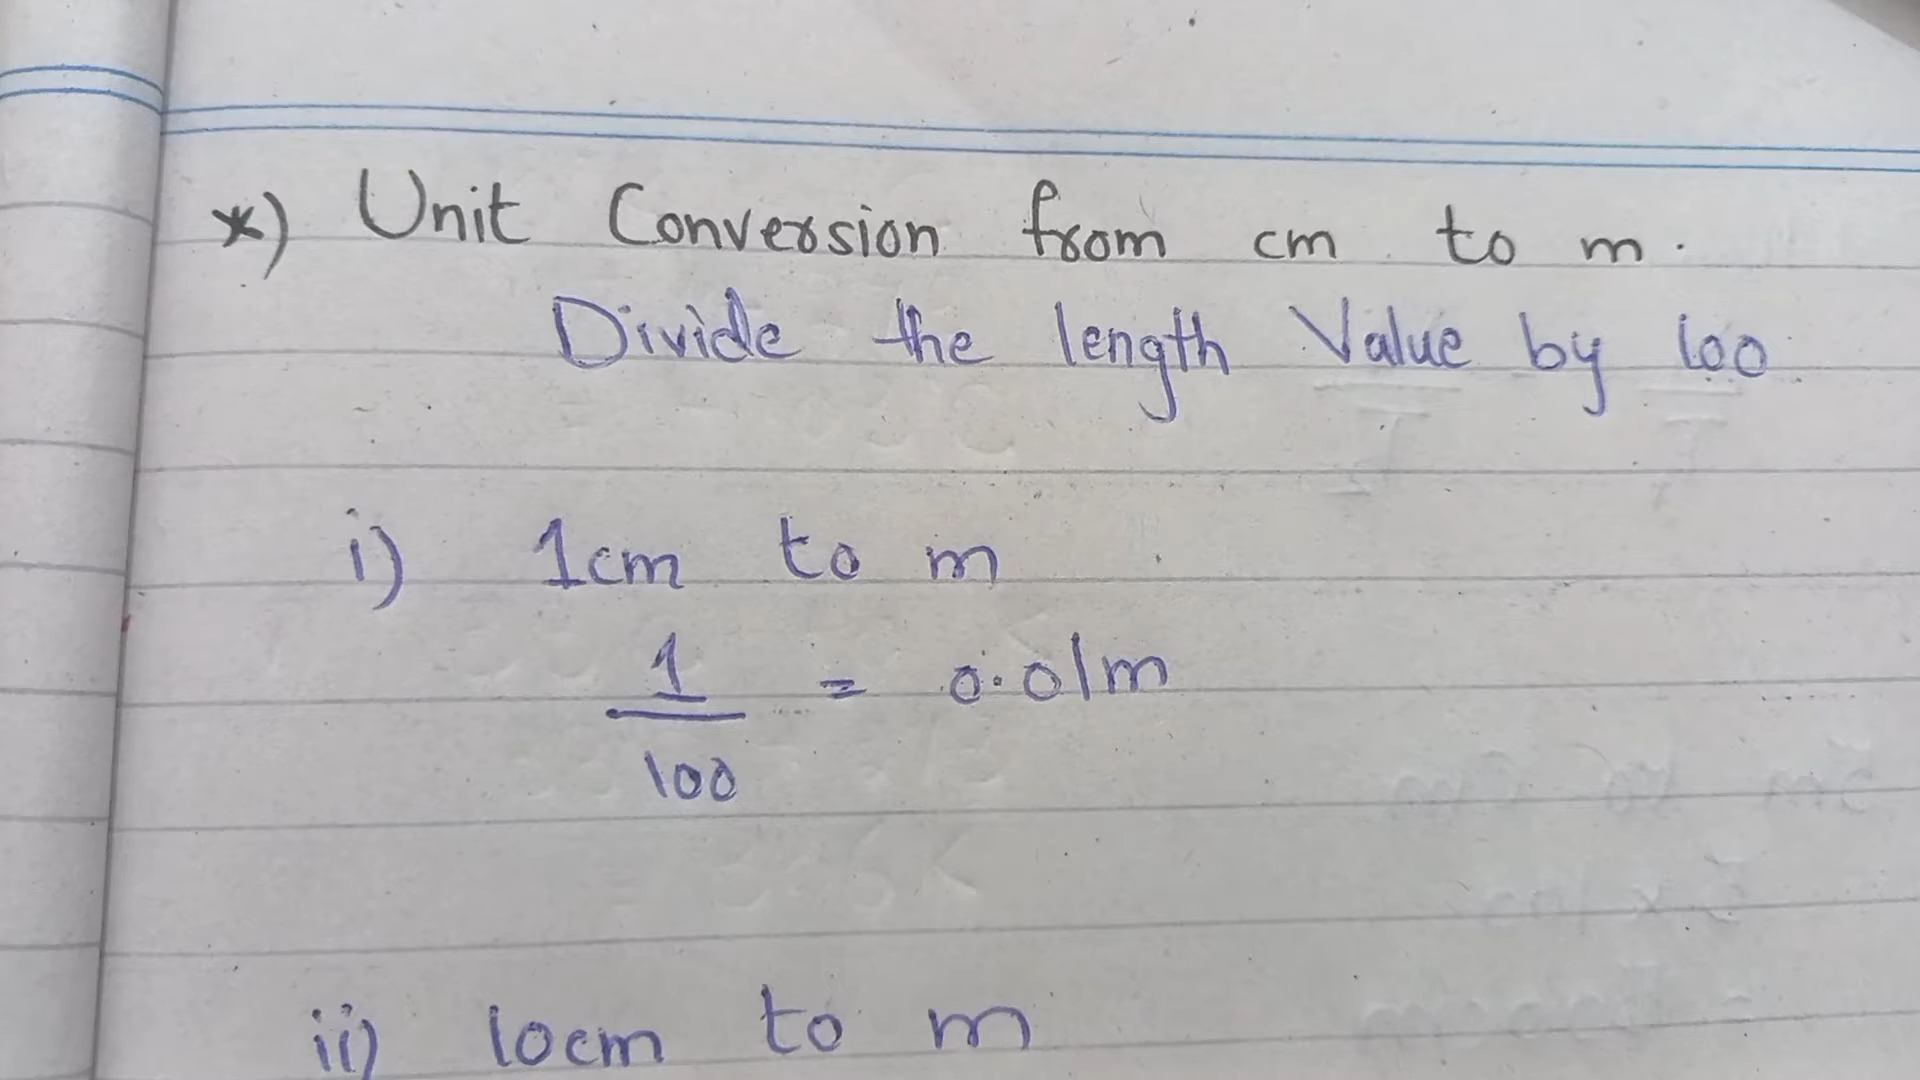 *) Unit Conversion from cm to m.
Divide the length Value by 100
i) 1cm to m
1/100 = 0.01m
ii) 10cm to m